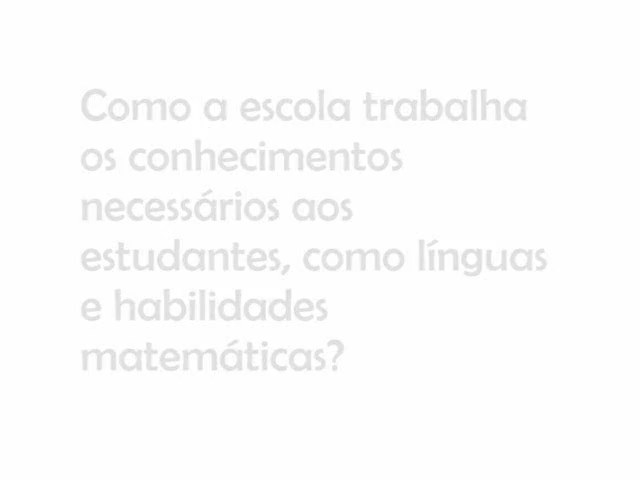 Como a escola trabalha
os conhecimentos
necessários aos
estudantes, como línguas
e habilidades
matemáticas?